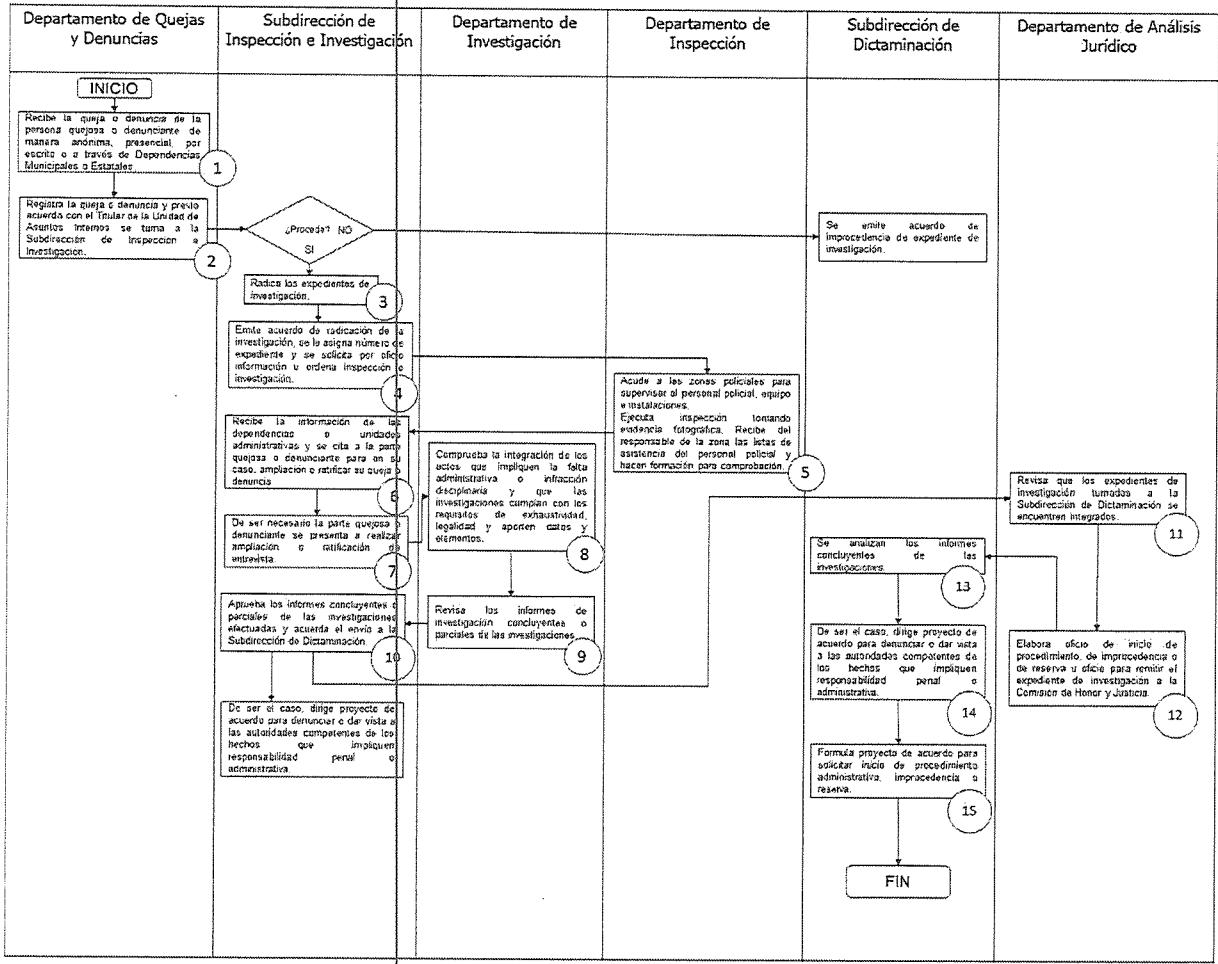 Departamento de Quejas
y Denuncias
Subdirección de
Inspección e Investigación
Departamento de
Investigación
Departamento de
Inspección
Subdirección de
Dictaminación
Departamento de Análisis
Jurídico
INICIO
Recibe la queja o denuncia de la
persona quejosa o denunciante de
manera anónima, presencial, por
escrito o a través de Dependencias
Municipales o Estatales.
1
Registra la queja o denuncia y previo
acuerdo con el Titular de la Unidad de
Asuntos Internos se turna a la
Subdirección de Inspección e
Investigación.
2
¿Procede? NO
SI
Se emite acuerdo de
improcedencia de expediente de
investigación.
Radica los expedientes de
investigación.
3
Emite acuerdo de radicación de la
investigación, se le asigna número de
expediente y se solicita por oficio
información u ordena inspección o
investigación.
4
Acude a las zonas policiales para
supervisar al personal policial, equipo
e instalaciones.
Ejecuta inspección tomando
evidencia fotográfica. Recibe del
responsable de la zona las listas de
asistencia del personal policial y
hacen formación para comprobación.
5
Recibe la información de las
dependencias o unidades
administrativas y se cita a la parte
quejosa o denunciante para en su
caso, ampliación o ratificar su queja o
denuncia
6
De ser necesario la parte quejosa o
denunciante se presenta a realizar
ampliación o ratificación de
entrevista.
7
Comprueba la integración de los
actos que impliquen la falta
administrativa o infracción
disciplinaria y que las
investigaciones cumplan con los
requisitos de exhaustividad,
legalidad y aporten datos y
elementos.
8
Revisa los informes de
investigación concluyentes o
parciales de las investigaciones.
9
Aprueba los informes concluyentes o
parciales de las investigaciones
efectuadas y acuerda el envío a la
Subdirección de Dictaminación.
10
De ser el caso, dirige proyecto de
acuerdo para denunciar o dar vista a
las autoridades competentes de los
hechos que impliquen
responsabilidad penal o
administrativa.
Revisa que los expedientes de
investigación turnados a la
Subdirección de Dictaminación se
encuentren integrados.
11
Elabora oficio de inicio de
procedimiento, de improcedencia o
de reserva u oficio para remitir el
expediente de investigación a la
Comisión de Honor y Justicia.
12
Se analizan los informes
concluyentes de las
investigaciones.
13
De ser el caso, dirige proyecto de
acuerdo para denunciar o dar vista
a las autoridades competentes de
los hechos que impliquen
responsabilidad penal o
administrativa.
14
Formula proyecto de acuerdo para
solicitar inicio de procedimiento
administrativo, improcedencia o
reserva.
15
FIN